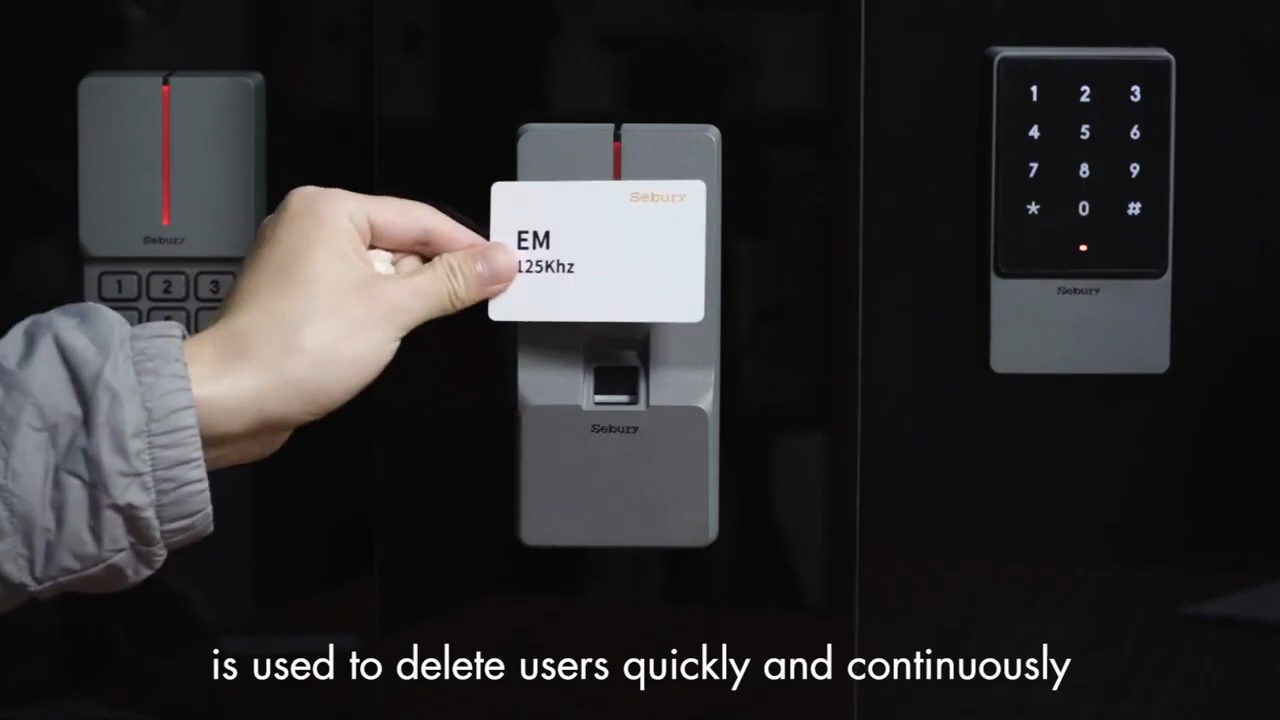 Sebury
1 2 3
Sebury
EM
125Khz
Sebury
1 2 3
4 5 6
7 8 9
* 0 #
Sebury
is used to delete users quickly and continuously